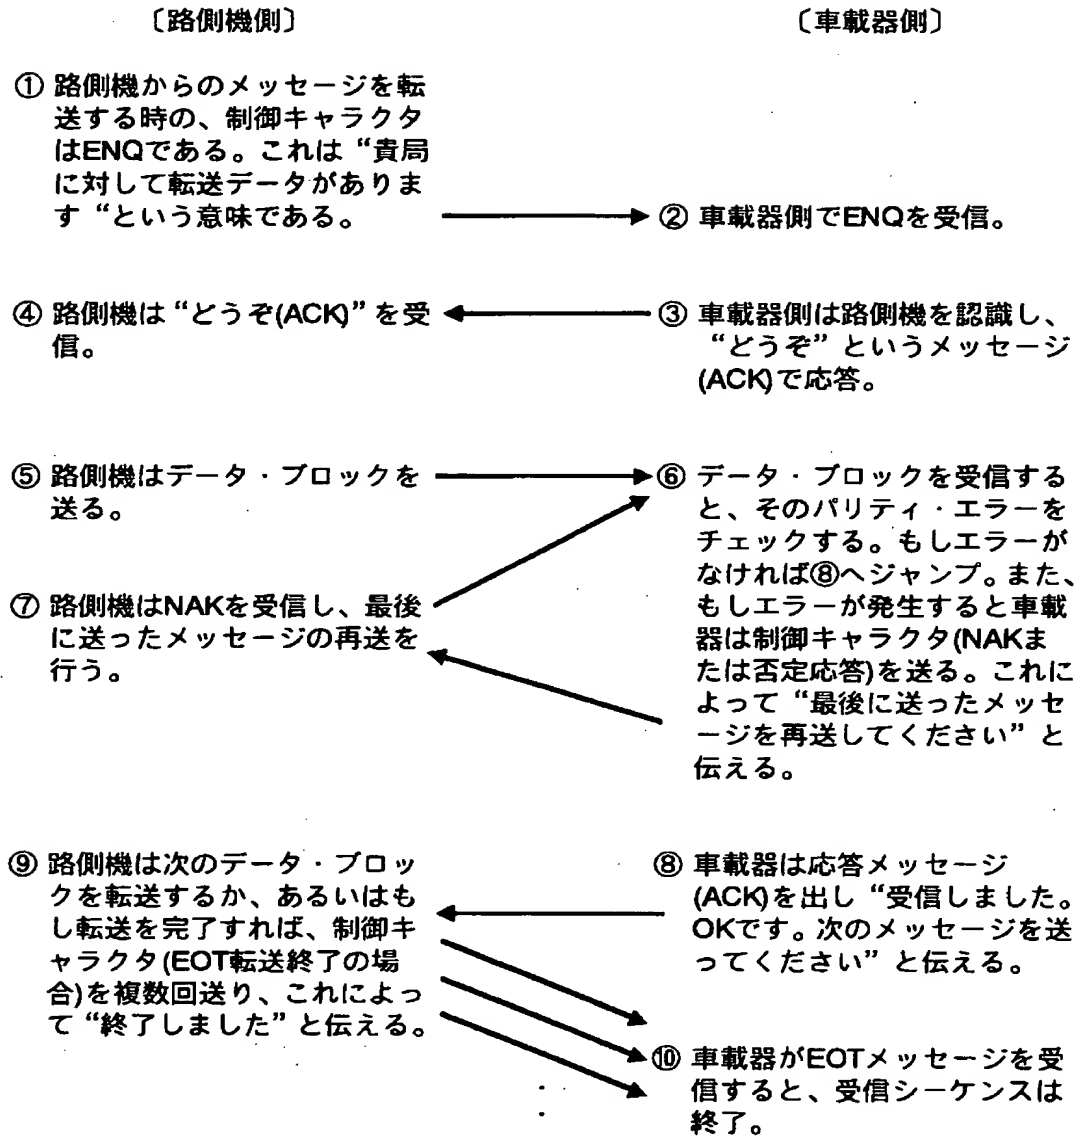 〔路側機側〕
〔車載器側〕
① 路側機からのメッセージを転
送する時の、制御キャラクタ
はENQである。これは“貴局
に対して転送データがありま
す“という意味である。
② 車載器側でENQを受信。
④ 路側機は“どうぞ(ACK)”を受
信。
③ 車載器側は路側機を認識し、
“どうぞ”というメッセージ
(ACK)で応答。
⑤ 路側機はデータ・ブロックを
送る。
⑥ データ・ブロックを受信する
と、そのパリティ・エラーを
チェックする。もしエラーが
なければ⑧へジャンプ。また、
もしエラーが発生すると車載
器は制御キャラクタ(NAKま
たは否定応答)を送る。これに
よって“最後に送ったメッセ
ージを再送してください”と
伝える。
⑦ 路側機はNAKを受信し、最後
に送ったメッセージの再送を
行う。
⑨ 路側機は次のデータ・ブロッ
クを転送するか、あるいはも
し転送を完了すれば、制御キ
ャラクタ(EOT転送終了の場
合)を複数回送り、これによっ
て“終了しました”と伝える。
⑧ 車載器は応答メッセージ
(ACK)を出し“受信しました。
OKです。次のメッセージを送
ってください”と伝える。
⑩ 車載器がEOTメッセージを受
信すると、受信シーケンスは
終了。